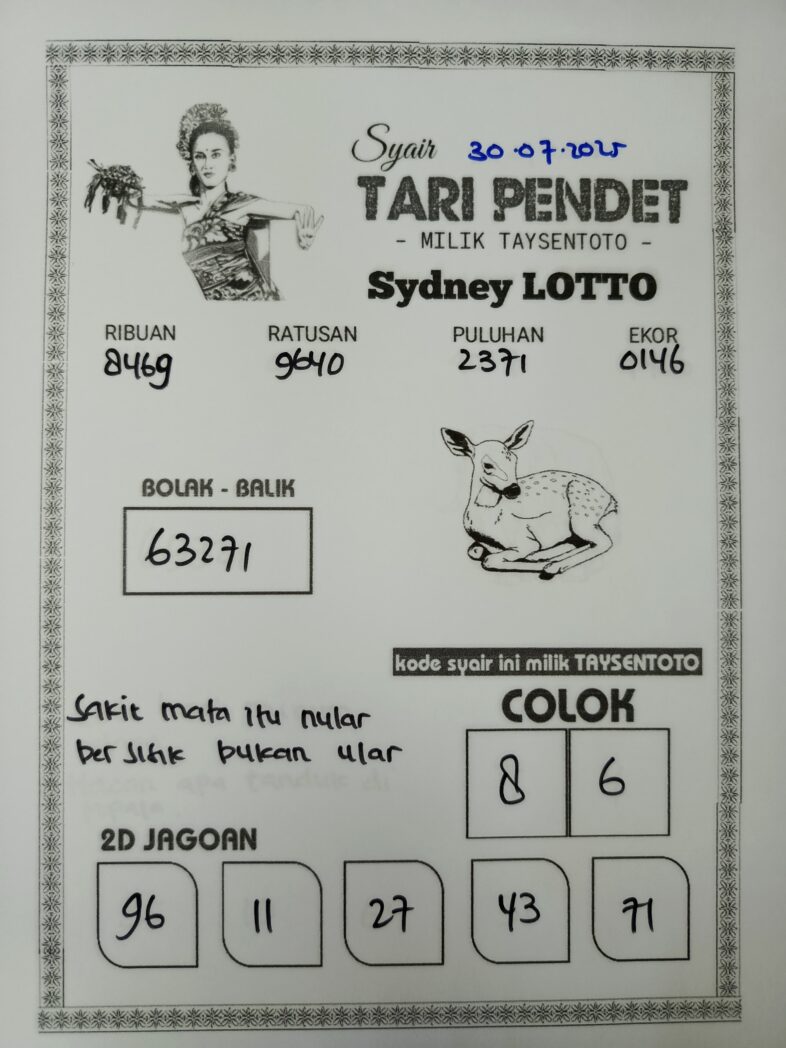 Syair 30.07.2025
TARI PENDET
- MILIK TAYSENTOTO -
Sydney LOTTO
RIBUAN RATUSAN PULUHAN EKOR
8469 9640 2371 0146
BOLAK - BALIK
63271
kode syair ini milik TAYSENTOTO
COLOK
8 6
Sakit mata itu nular
bersisik bukan ular
2D JAGOAN
96 11 27 43 71